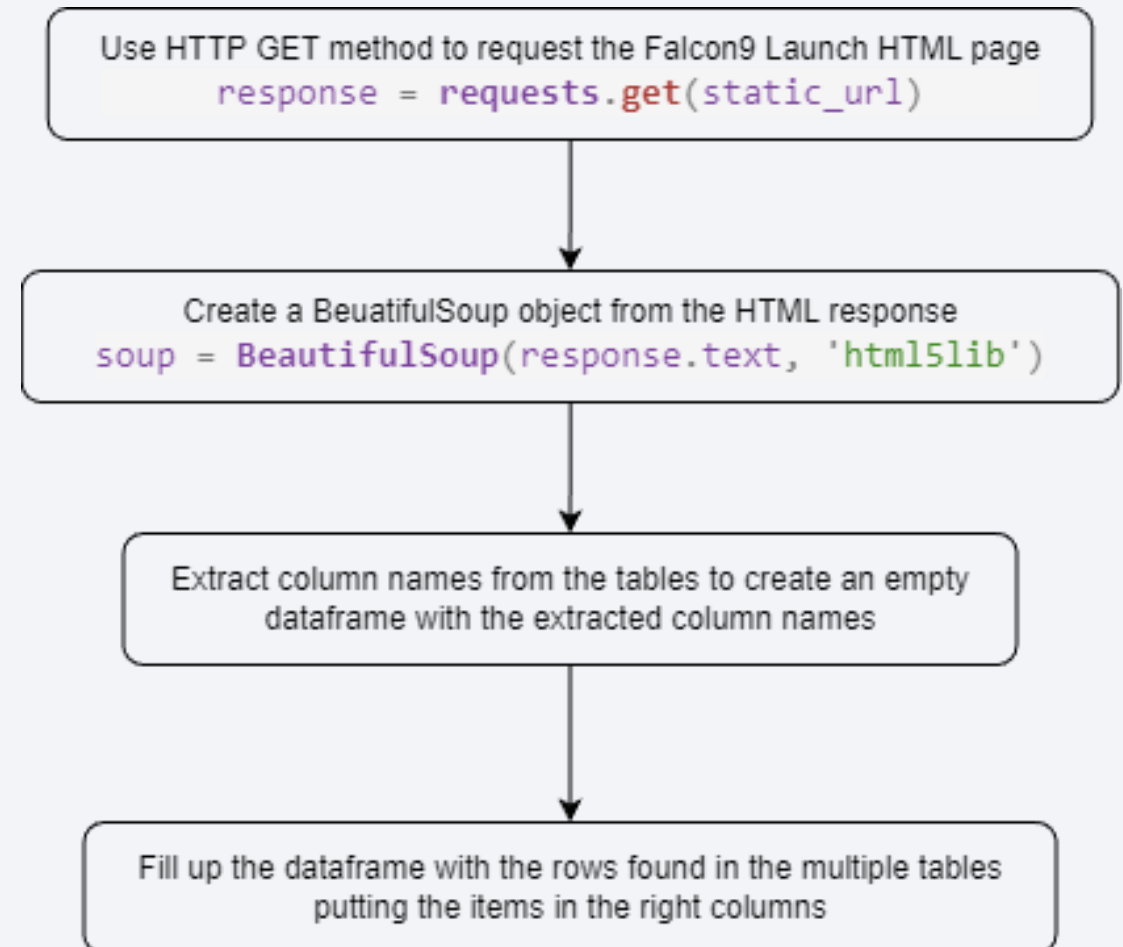 Use HTTP GET method to request the Falcon9 Launch HTML page
response = requests.get(static_url)
Create a BeuatifulSoup object from the HTML response
soup = BeautifulSoup(response.text, 'html5lib')
Extract column names from the tables to create an empty
dataframe with the extracted column names
Fill up the dataframe with the rows found in the multiple tables
putting the items in the right columns